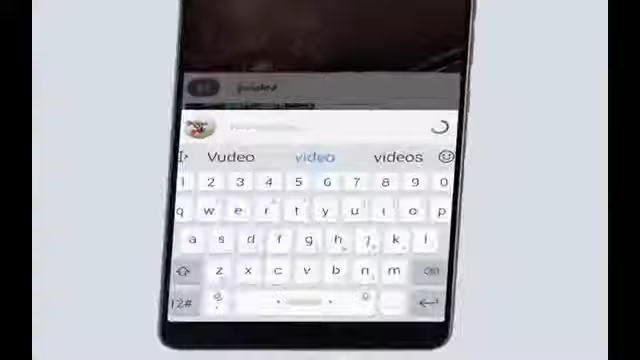 Vudeo video videos
1 2 3 4 5 6 7 8 9 0
q w e r t y u i o p
a s d f g h j k l
z x c v b n m
12#